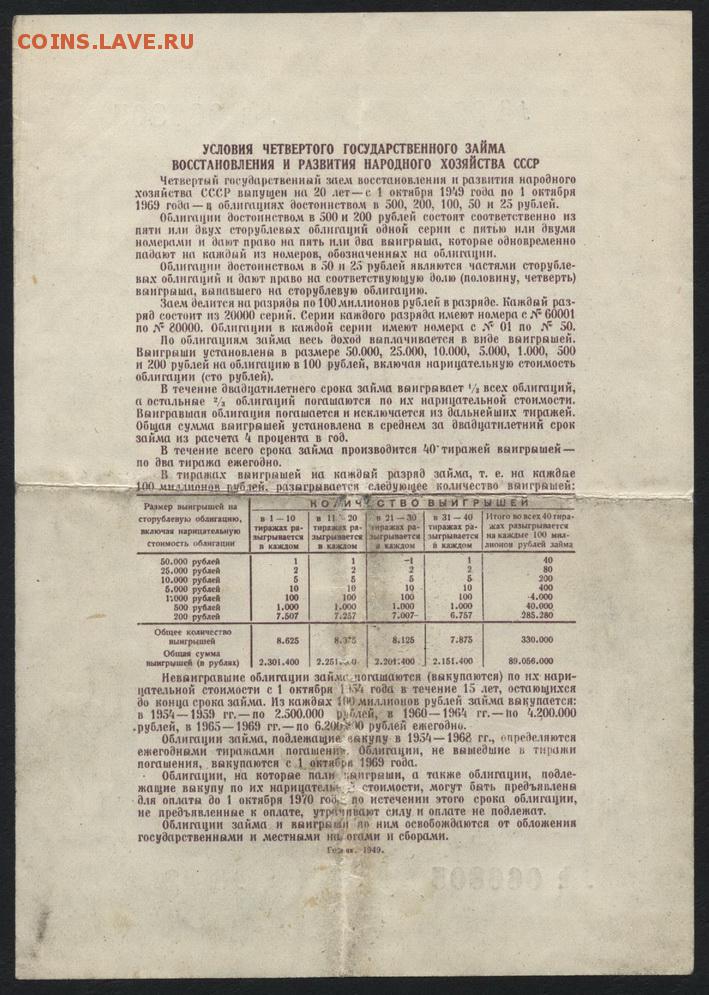 COINS.LAVE.RU
УСЛОВИЯ ЧЕТВЕРТОГО ГОСУДАРСТВЕННОГО ЗАЙМА
ВОССТАНОВЛЕНИЯ И РАЗВИТИЯ НАРОДНОГО ХОЗЯЙСТВА СССР
Четвертый государственный заем восстановления и развития народного
хозяйства СССР выпущен на 20 лет—с 1 октября 1949 года по 1 октября
1969 года—в облигациях достоинством в 500, 200, 100, 50 и 25 рублей.
Облигации достоинством в 500 и 200 рублей состоят соответственно из
пяти или двух сторублевых облигаций одной серии с пятью или двумя
номерами и дают право на пять или два выигрыша, которые одновременно
падают на каждый из номеров, обозначенных на облигации.
Облигации достоинством в 50 и 25 рублей являются частями сторубле-
вых облигаций и дают право на соответствующую долю (половину, четверть)
выигрыша, выпавшего на сторублевую облигацию.
Заем делится на разряды по 100 миллионов рублей в разряде. Каждый раз-
ряд состоит из 20000 серий. Серии каждого разряда имеют номера с № 60001
по № 80000. Облигации в каждой серии имеют номера с № 01 по № 50.
По облигациям займа весь доход выплачивается в виде выигрышей.
Выигрыши установлены в размере 50.000, 25.000, 10.000, 5.000, 1.000, 500
и 200 рублей на облигацию в 100 рублей, включая нарицательную стоимость
облигации (сто рублей).
В течение двадцатилетнего срока займа выигрывает ⅓ всех облигаций,
а остальные ⅔ облигаций погашаются по их нарицательной стоимости.
Выигравшая облигация погашается и исключается из дальнейших тиражей.
Общая сумма выигрышей установлена в среднем за двадцатилетний срок
займа из расчета 4 процента в год.
В течение всего срока займа производится 40 тиражей выигрышей—
по два тиража ежегодно.
В тиражах выигрышей на каждый разряд займа, т. е. на каждые
100 миллионов рублей, разыгрывается следующее количество выигрышей:
Размер выигрышей на сторублевую облигацию, включая нарицательную стоимость облигации
КОЛИЧЕСТВО ВЫИГРЫШЕЙ
в 1—10 тиражах разыгрывается в каждом
в 11—20 тиражах разыгрывается в каждом
в 21—30 тиражах разыгрывается в каждом
в 31—40 тиражах разыгрывается в каждом
Итого во всех 40 тиражах разыгрывается на каждые 100 миллионов рублей займа
50.000 рублей 1 1 1 1 40
25.000 рублей 2 2 2 2 80
10.000 рублей 5 5 5 5 200
5.000 рублей 10 10 10 10 400
1.000 рублей 100 100 100 100 4.000
500 рублей 1.000 1.000 1.000 1.000 40.000
200 рублей 7.507 7.257 7.007 6.757 285.280
Общее количество выигрышей 8.625 8.375 8.125 7.875 330.000
Общая сумма выигрышей (в рублях) 2.301.400 2.201.400 2.151.400 89.056.000
Невыигравшие облигации займа погашаются (выкупаются) по их нари-
цательной стоимости с 1 октября 1954 года в течение 15 лет, остающихся
до конца срока займа. Из каждых 100 миллионов рублей займа выкупается:
в 1954—1959 гг.—по 2.500.000 рублей, в 1960—1964 гг.—по 4.200.000
рублей, в 1965—1969 гг.—по рублей ежегодно.
Облигации займа, подлежащие выкупу в 1954—1968 гг., определяются
ежегодными тиражами погашения. Облигации, не вышедшие в тиражи
погашения, выкупаются с 1 октября 1969 года.
Облигации, на которые пали выигрыши, а также облигации, подле-
жащие выкупу по их нарицательной стоимости, могут быть предъявлены
для оплаты до 1 октября 1970 года, по истечении этого срока облигации,
не предъявленные к оплате, утрачивают силу и оплате не подлежат.
Облигации займа и выигрыши по ним освобождаются от обложения
государственными и местными налогами и сборами.
Гознак. 1949.